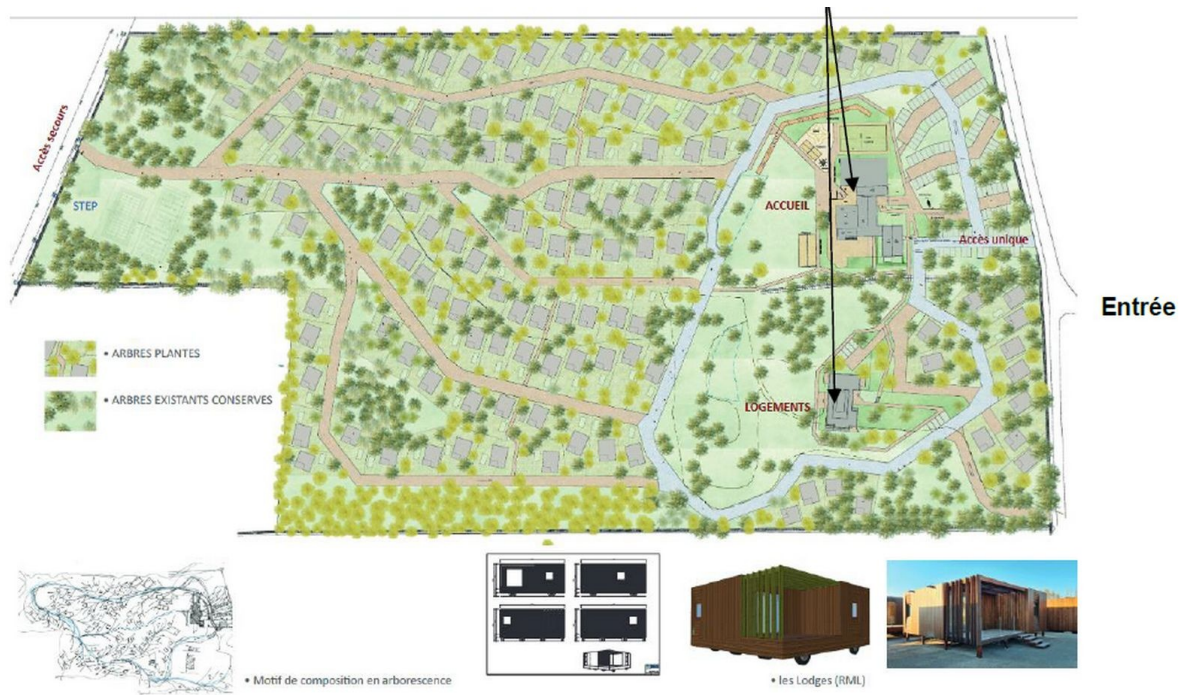 Accès secours
STEP
ACCUEIL
Accès unique
Entrée
• ARBRES PLANTES
• ARBRES EXISTANTS CONSERVES
LOGEMENTS
• Motif de composition en arborescence
• les Lodges (RML)